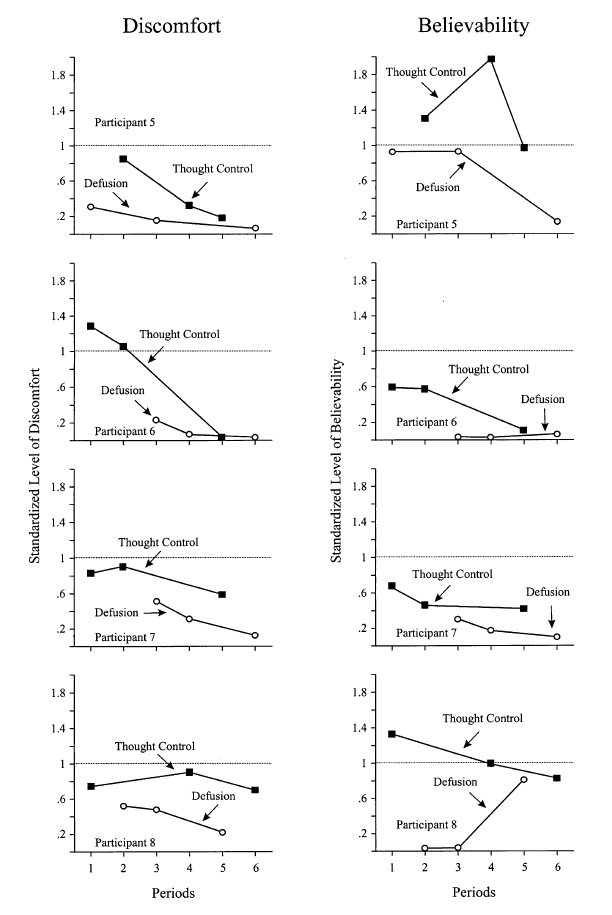 Discomfort
Believability
Standardized Level of Discomfort
Standardized Level of Believability
1.8
1.4
1
.6
.2
Participant 5
Thought Control
Defusion
1.8
1.4
1
.6
.2
Thought Control
Defusion
Participant 5
1.8
1.4
1
.6
.2
Thought Control
Defusion
Participant 6
1.8
1.4
1
.6
.2
Thought Control
Defusion
Participant 6
1.8
1.4
1
.6
.2
Thought Control
Defusion
Participant 7
1.8
1.4
1
.6
.2
Thought Control
Defusion
Participant 7
1.8
1.4
1
.6
.2
Thought Control
Defusion
Participant 8
1 2 3 4 5 6
Periods
1.8
1.4
1
.6
.2
Thought Control
Defusion
Participant 8
1 2 3 4 5 6
Periods